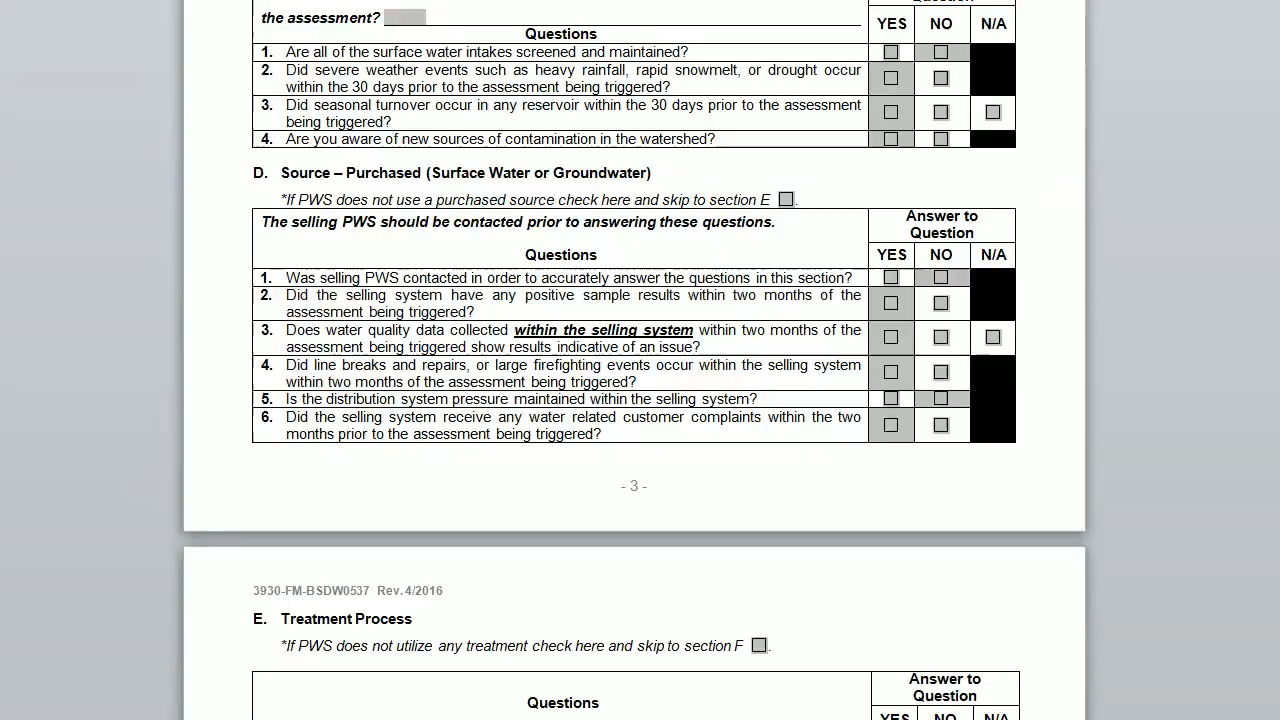 Question
the assessment?
Questions
YES NO N/A
1. Are all of the surface water intakes screened and maintained?
2. Did severe weather events such as heavy rainfall, rapid snowmelt, or drought occur
within the 30 days prior to the assessment being triggered?
3. Did seasonal turnover occur in any reservoir within the 30 days prior to the assessment
being triggered?
4. Are you aware of new sources of contamination in the watershed?
D. Source – Purchased (Surface Water or Groundwater)
*If PWS does not use a purchased source check here and skip to section E .
The selling PWS should be contacted prior to answering these questions.
Answer to
Question
Questions
YES NO N/A
1. Was selling PWS contacted in order to accurately answer the questions in this section?
2. Did the selling system have any positive sample results within two months of the
assessment being triggered?
3. Does water quality data collected within the selling system within two months of the
assessment being triggered show results indicative of an issue?
4. Did line breaks and repairs, or large firefighting events occur within the selling system
within two months of the assessment being triggered?
5. Is the distribution system pressure maintained within the selling system?
6. Did the selling system receive any water related customer complaints within the two
months prior to the assessment being triggered?
- 3 -
3930-FM-BSDW0537 Rev. 4/2016
E. Treatment Process
*If PWS does not utilize any treatment check here and skip to section F .
Answer to
Question
Questions
YES NO N/A